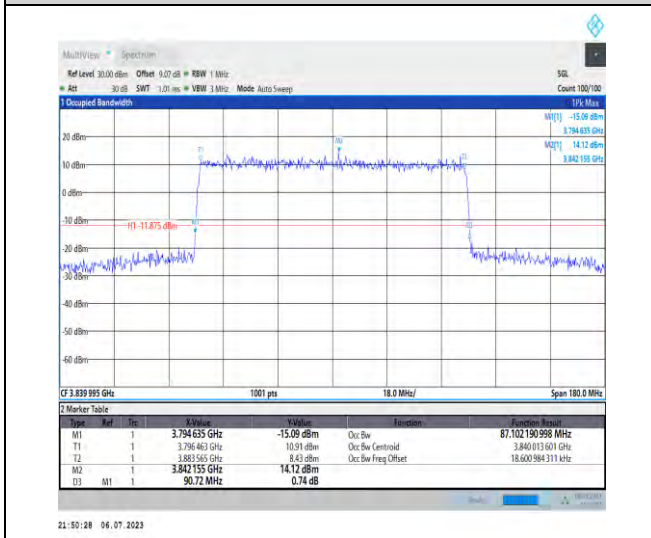 MultiView Spectrum
Ref Level 30.00 dBm Offset 9.07 dB RBW 1 MHz SGL
Att 30 dB SWT 1.01 ms VBW 3 MHz Mode Auto Sweep Count 100/100
1 Occupied Bandwidth 1Pk Max
M1[1] -15.09 dBm
3.794 635 GHz
M2[1] 14.12 dBm
3.842 155 GHz
20 dBm
M2
T1
10 dBm
0 dBm
-10 dBm
H1 -11.875 dBm
-20 dBm
-30 dBm
-40 dBm
-50 dBm
-60 dBm
CF 3.839 995 GHz 1001 pts 18.0 MHz/ Span 180.0 MHz
2 Marker Table
Type Ref Trc X-Value Y-Value Function Function Result
M1 1 3.794 635 GHz -15.09 dBm Occ Bw 87.102 190 998 MHz
T1 1 3.796 463 GHz 10.91 dBm Occ Bw Centroid 3.840 013 601 GHz
T2 1 3.883 565 GHz 8.43 dBm Occ Bw Freq Offset 18.600 984 311 kHz
M2 1 3.842 155 GHz 14.12 dBm
D3 M1 1 90.72 MHz 0.74 dB
21:50:28 06.07.2023